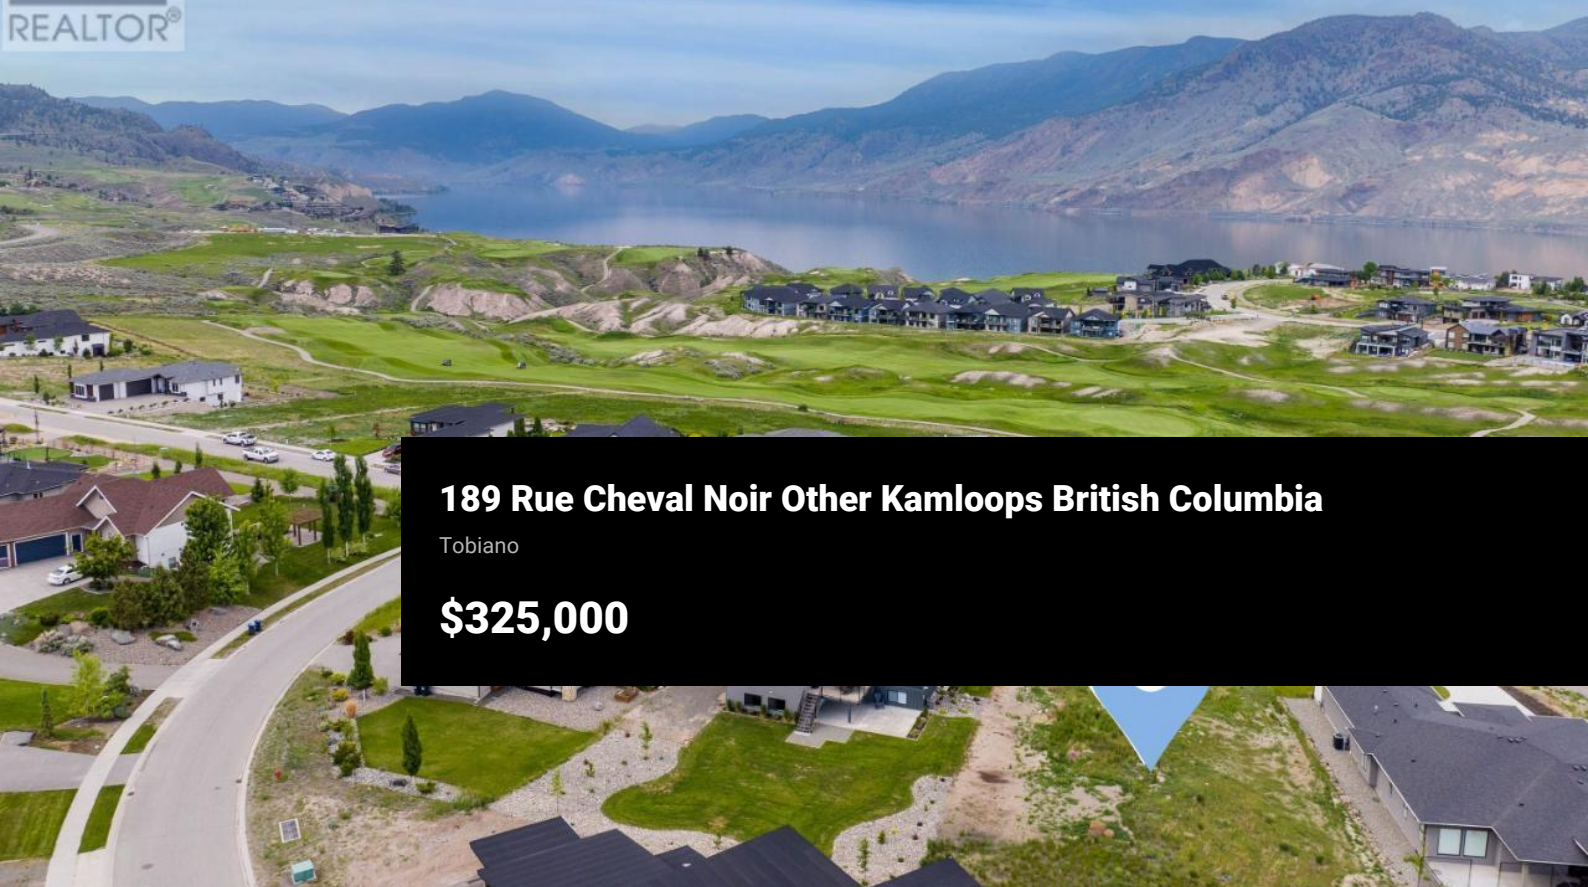 REALTOR®
189 Rue Cheval Noir Other Kamloops British Columbia
Tobiano
$325,000